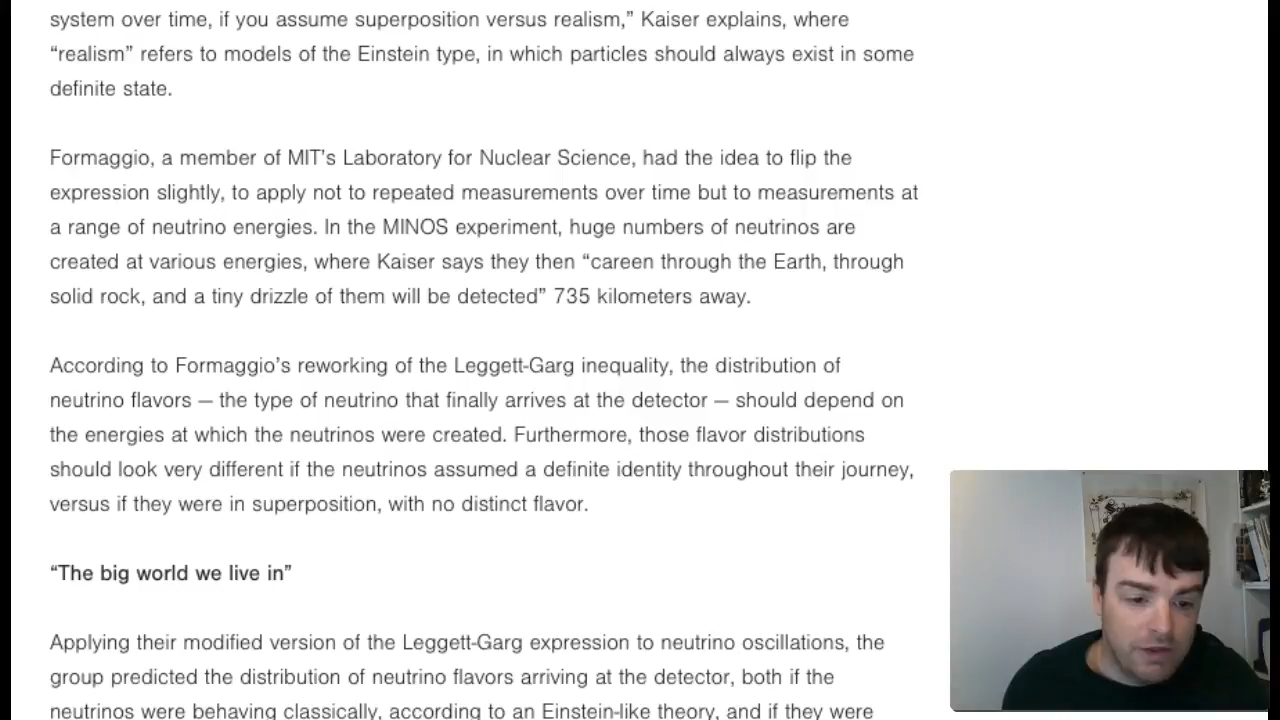 system over time, if you assume superposition versus realism,” Kaiser explains, where
“realism” refers to models of the Einstein type, in which particles should always exist in some
definite state.
Formaggio, a member of MIT’s Laboratory for Nuclear Science, had the idea to flip the
expression slightly, to apply not to repeated measurements over time but to measurements at
a range of neutrino energies. In the MINOS experiment, huge numbers of neutrinos are
created at various energies, where Kaiser says they then “careen through the Earth, through
solid rock, and a tiny drizzle of them will be detected” 735 kilometers away.
According to Formaggio’s reworking of the Leggett-Garg inequality, the distribution of
neutrino flavors — the type of neutrino that finally arrives at the detector — should depend on
the energies at which the neutrinos were created. Furthermore, those flavor distributions
should look very different if the neutrinos assumed a definite identity throughout their journey,
versus if they were in superposition, with no distinct flavor.
“The big world we live in”
Applying their modified version of the Leggett-Garg expression to neutrino oscillations, the
group predicted the distribution of neutrino flavors arriving at the detector, both if the
neutrinos were behaving classically, according to an Einstein-like theory, and if they were